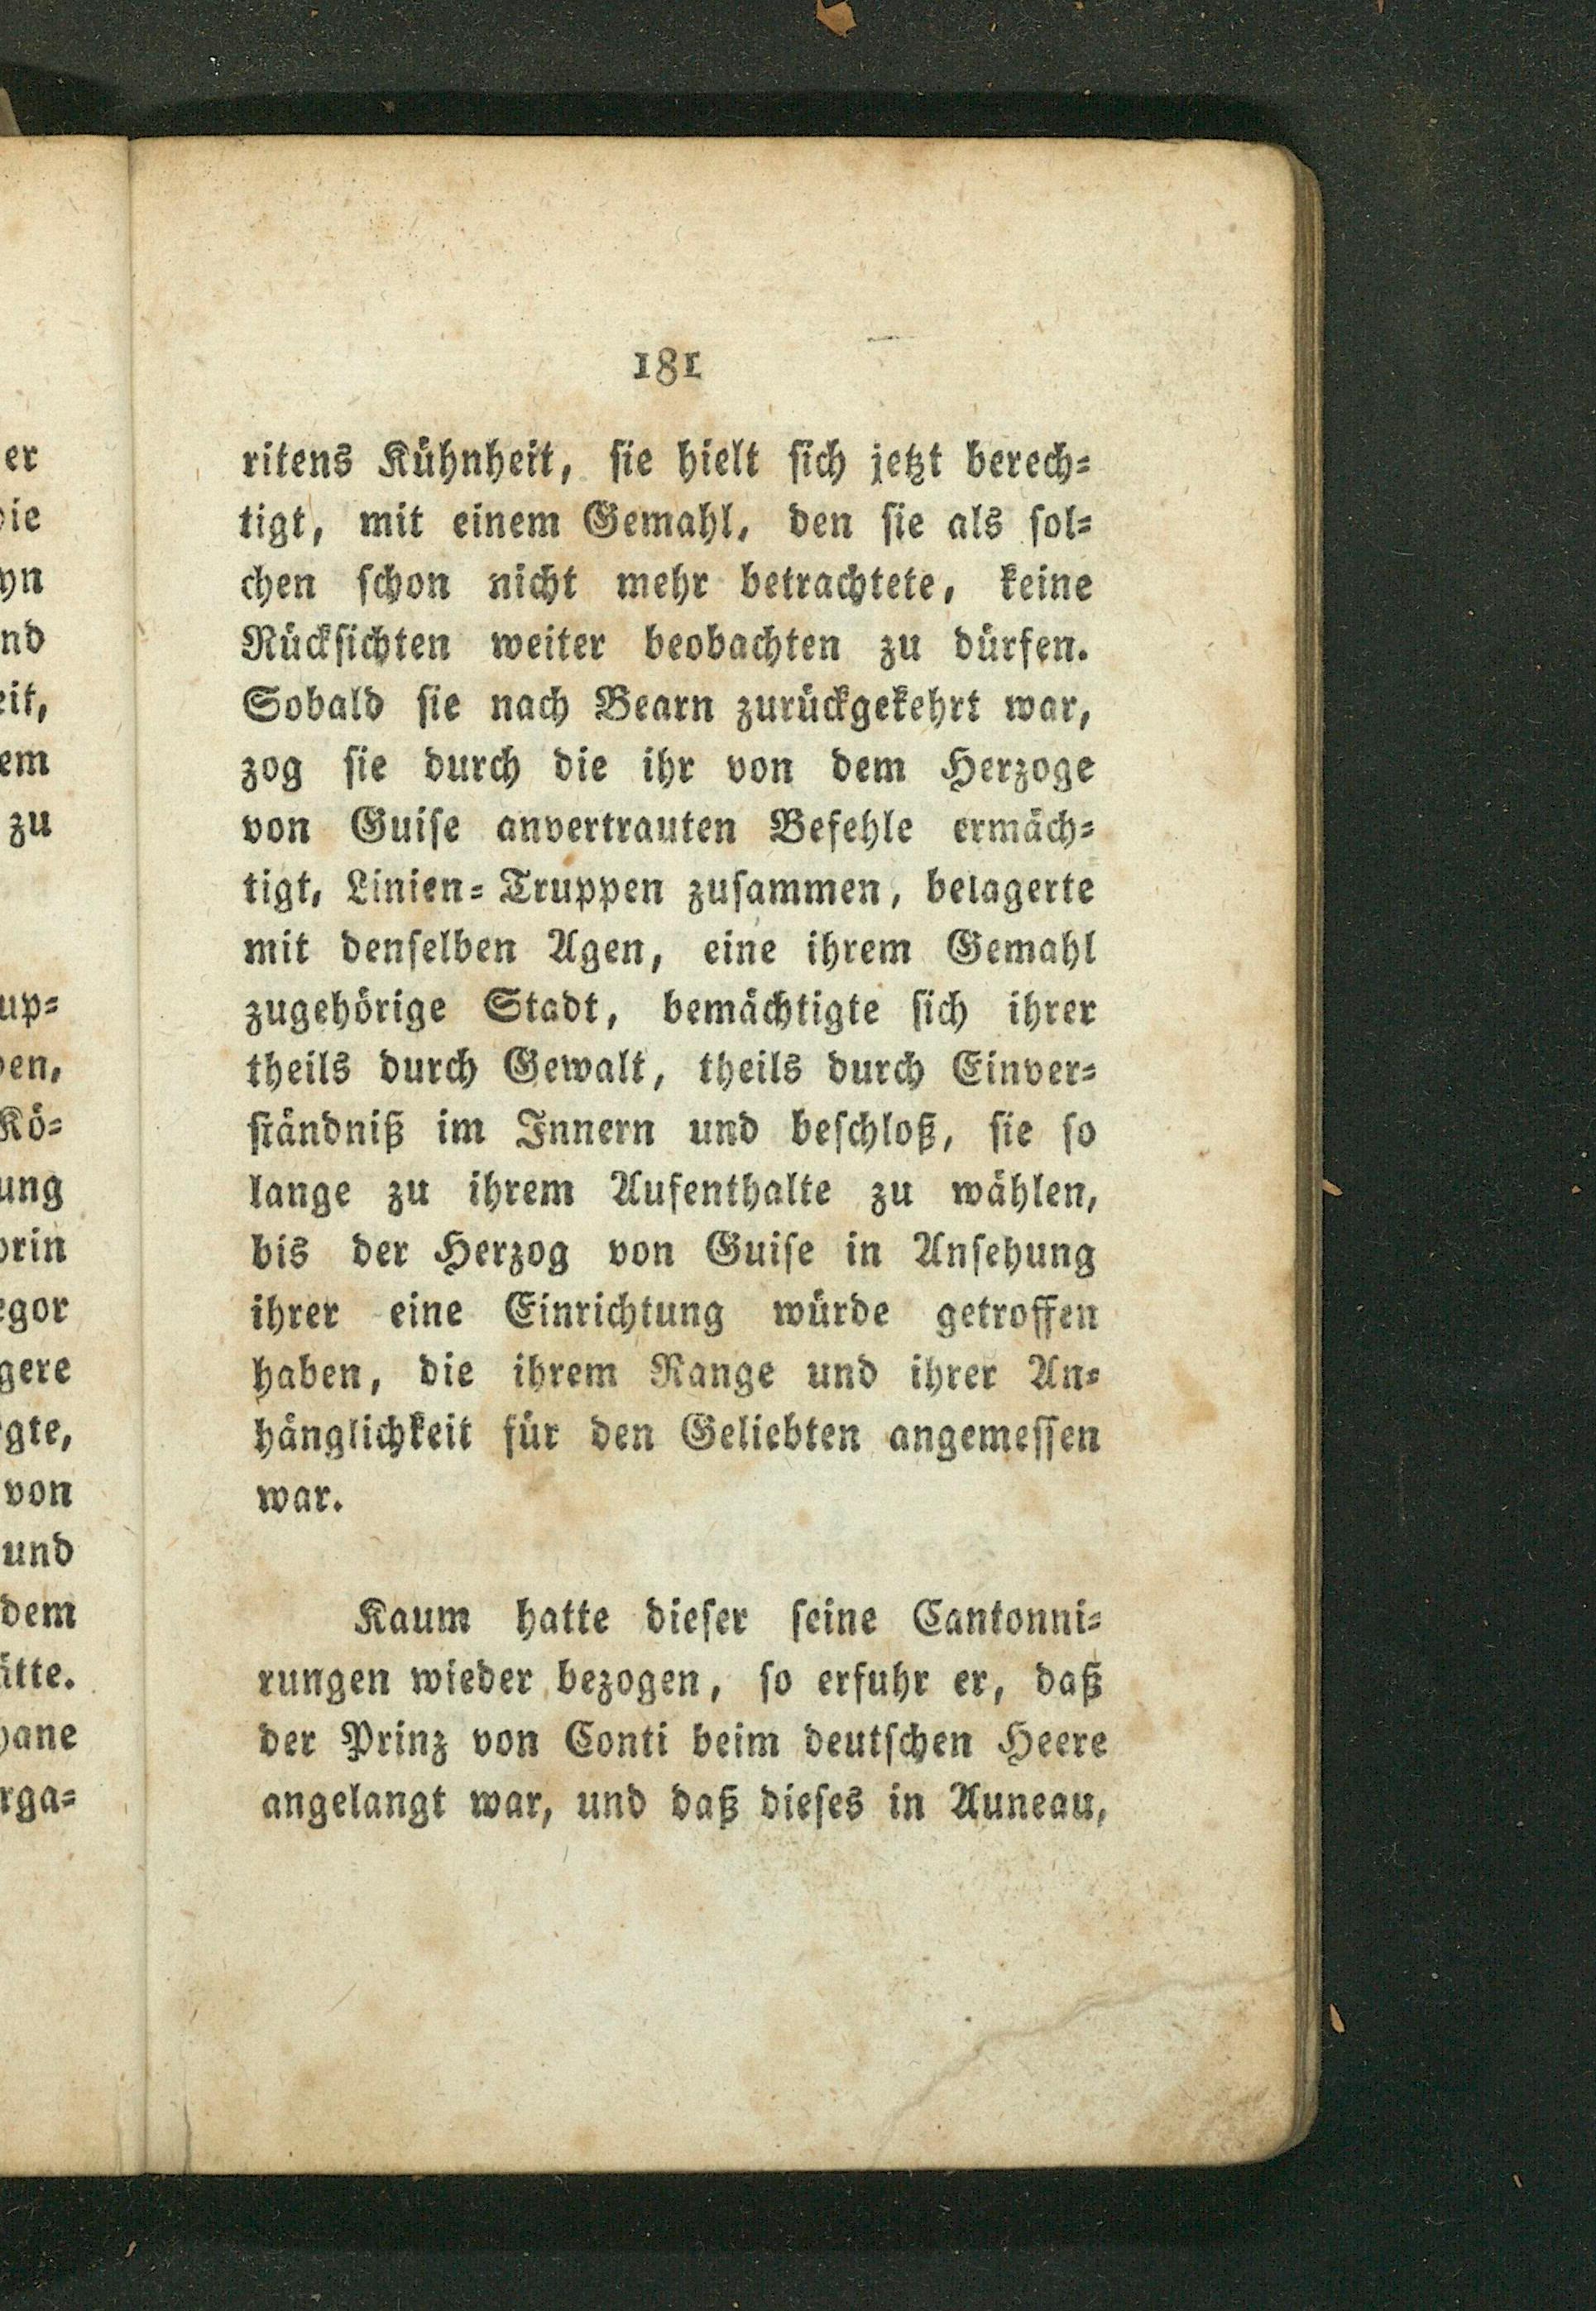 181
ritens Kühnheit, sie hielt sich jetzt berech=
tigt, mit einem Gemahl, den sie als sol=
chen schon nicht mehr betrachtete, keine
Rücksichten weiter beobachten zu dürfen.
Sobald sie nach Bearn zurückgekehrt war,
zog sie durch die ihr von dem Herzoge
von Guise anvertrauten Befehle ermäch=
tigt, Linien=Truppen zusammen, belagerte
mit denselben Agen, eine ihrem Gemahl
zugehörige Stadt, bemächtigte sich ihrer
theils durch Gewalt, theils durch Einver=
ständniß im Innern und beschloß, sie so
lange zu ihrem Aufenthalte zu wählen,
bis der Herzog von Guise in Ansehung
ihrer eine Einrichtung würde getroffen
haben, die ihrem Range und ihrer An=
hänglichkeit für den Geliebten angemessen
war.
Kaum hatte dieser seine Cantonni=
rungen wieder bezogen, so erfuhr er, daß
der Prinz von Conti beim deutschen Heere
angelangt war, und daß dieses in Auneau,